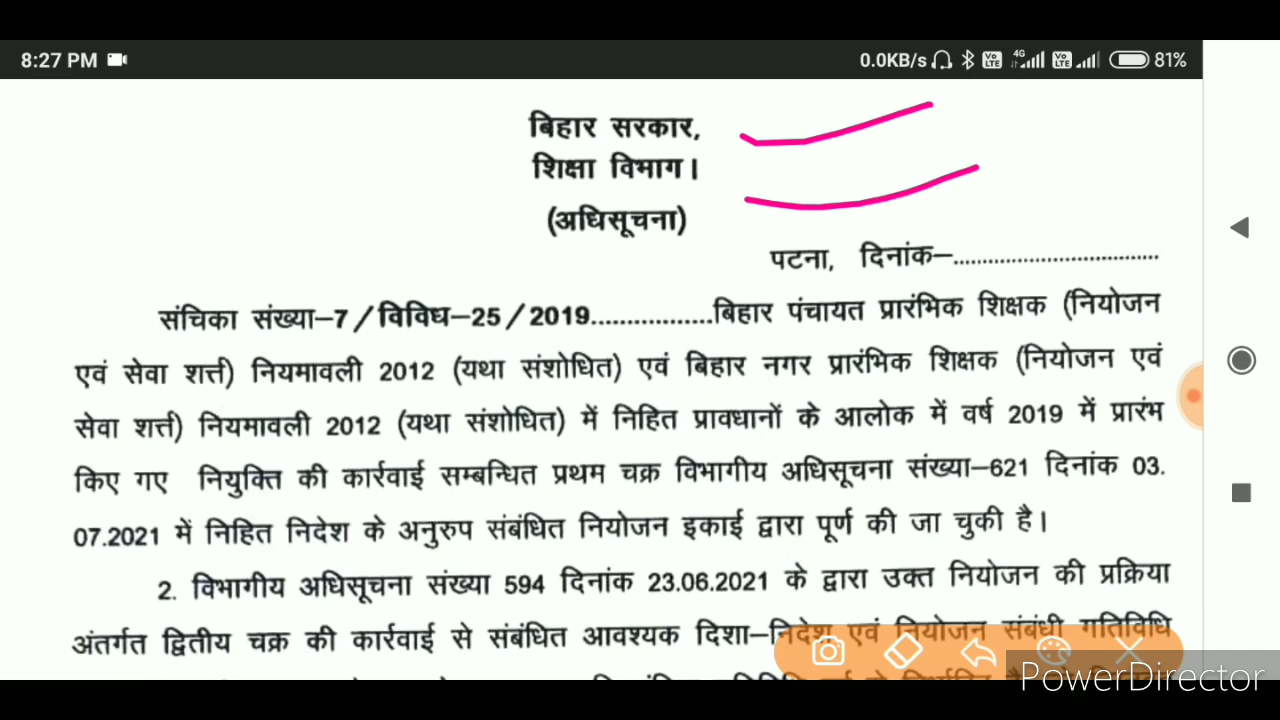 8:27 PM
0.0KB/s 4G 81%
बिहार सरकार,
शिक्षा विभाग।
(अधिसूचना)
पटना, दिनांक–..................................
संचिका संख्या–7/विविध–25/2019..................बिहार पंचायत प्रारंभिक शिक्षक (नियोजन
एवं सेवा शर्त्त) नियमावली 2012 (यथा संशोधित) एवं बिहार नगर प्रारंभिक शिक्षक (नियोजन एवं
सेवा शर्त्त) नियमावली 2012 (यथा संशोधित) में निहित प्रावधानों के आलोक में वर्ष 2019 में प्रारंभ
किए गए नियुक्ति की कार्रवाई सम्बन्धित प्रथम चक्र विभागीय अधिसूचना संख्या–621 दिनांक 03.
07.2021 में निहित निदेश के अनुरुप संबंधित नियोजन इकाई द्वारा पूर्ण की जा चुकी है।
2. विभागीय अधिसूचना संख्या 594 दिनांक 23.06.2021 के द्वारा उक्त नियोजन की प्रक्रिया
अंतर्गत द्वितीय चक्र की कार्रवाई से संबंधित आवश्यक दिशा–निदेश एवं नियोजन संबंधी गतिविधि
PowerDirector